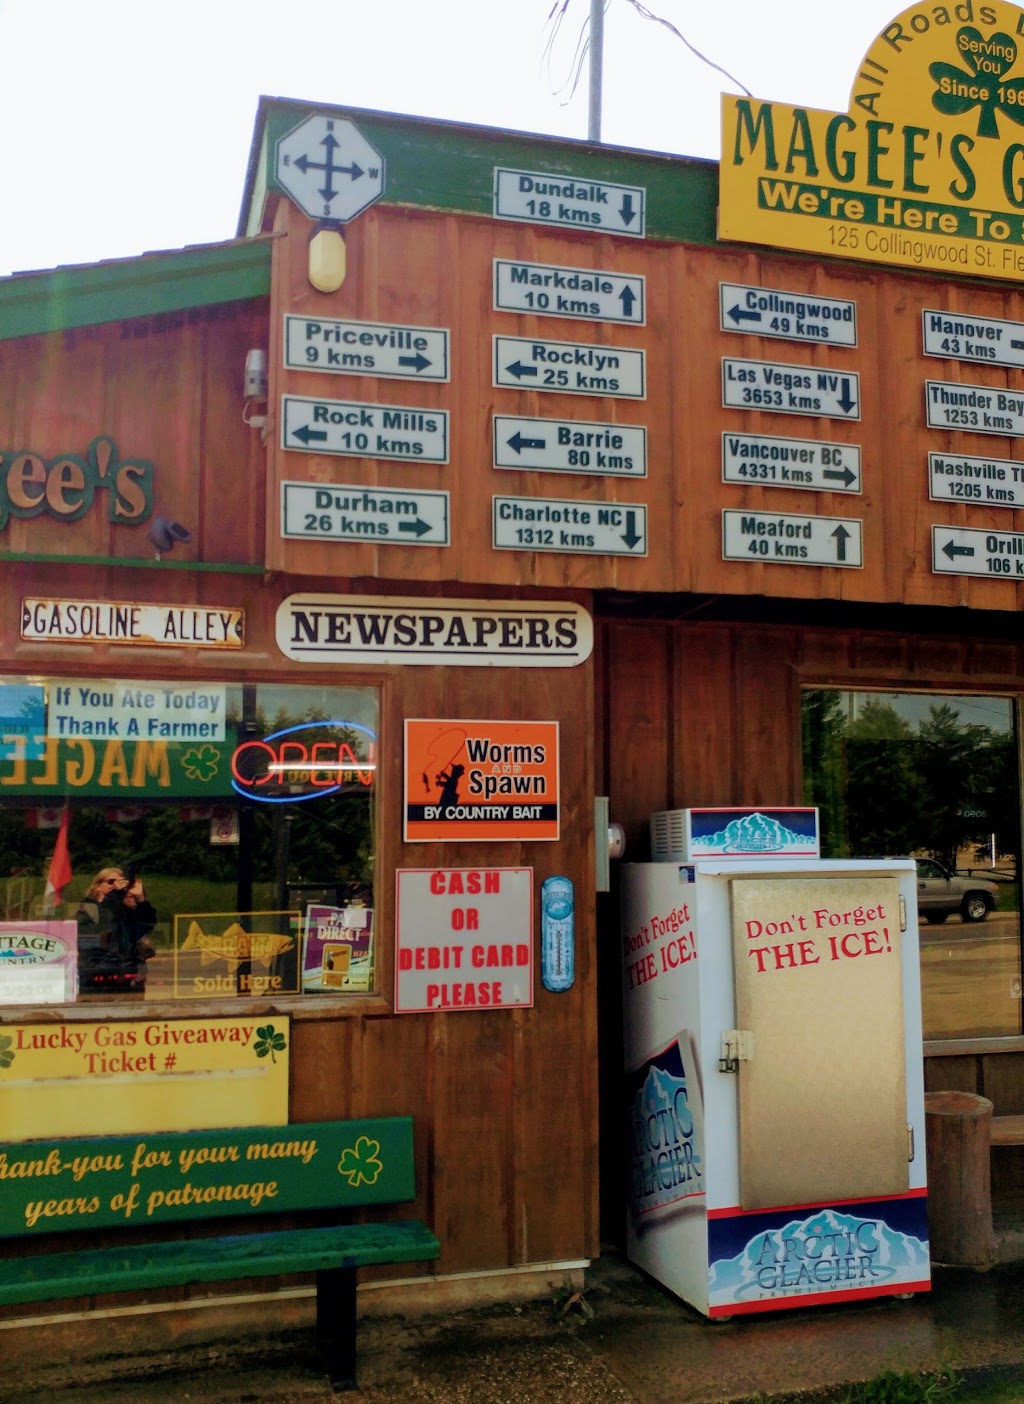 All Roads
Serving
You
Since 196
MAGEE'S
We're Here To
125 Collingwood St.
N
E W
S
Dundalk
18 kms
Markdale
10 kms
Priceville
9 kms
Rocklyn
25 kms
Collingwood
49 kms
Hanover
43 kms
Las Vegas NV
3653 kms
Thunder Bay
1253 kms
Rock Mills
10 kms
Barrie
80 kms
Vancouver BC
4331 kms
Nashville
1205 kms
Durham
26 kms
Charlotte NC
1312 kms
Meaford
40 kms
Orilli
106 k
gee's
GASOLINE ALLEY
NEWSPAPERS
If You Ate Today
Thank A Farmer
MAGEE
OPEN
Worms
AND
Spawn
BY COUNTRY BAIT
CASH
OR
DEBIT CARD
PLEASE
Sold Here
DIRECT
TTAGE
UNTRY
Don't Forget
THE ICE!
Don't Forget
THE ICE!
ARCTIC
GLACIER
ARCTIC
GLACIER
PREMIUM ICE
Lucky Gas Giveaway
Ticket #
hank-you for your many
years of patronage